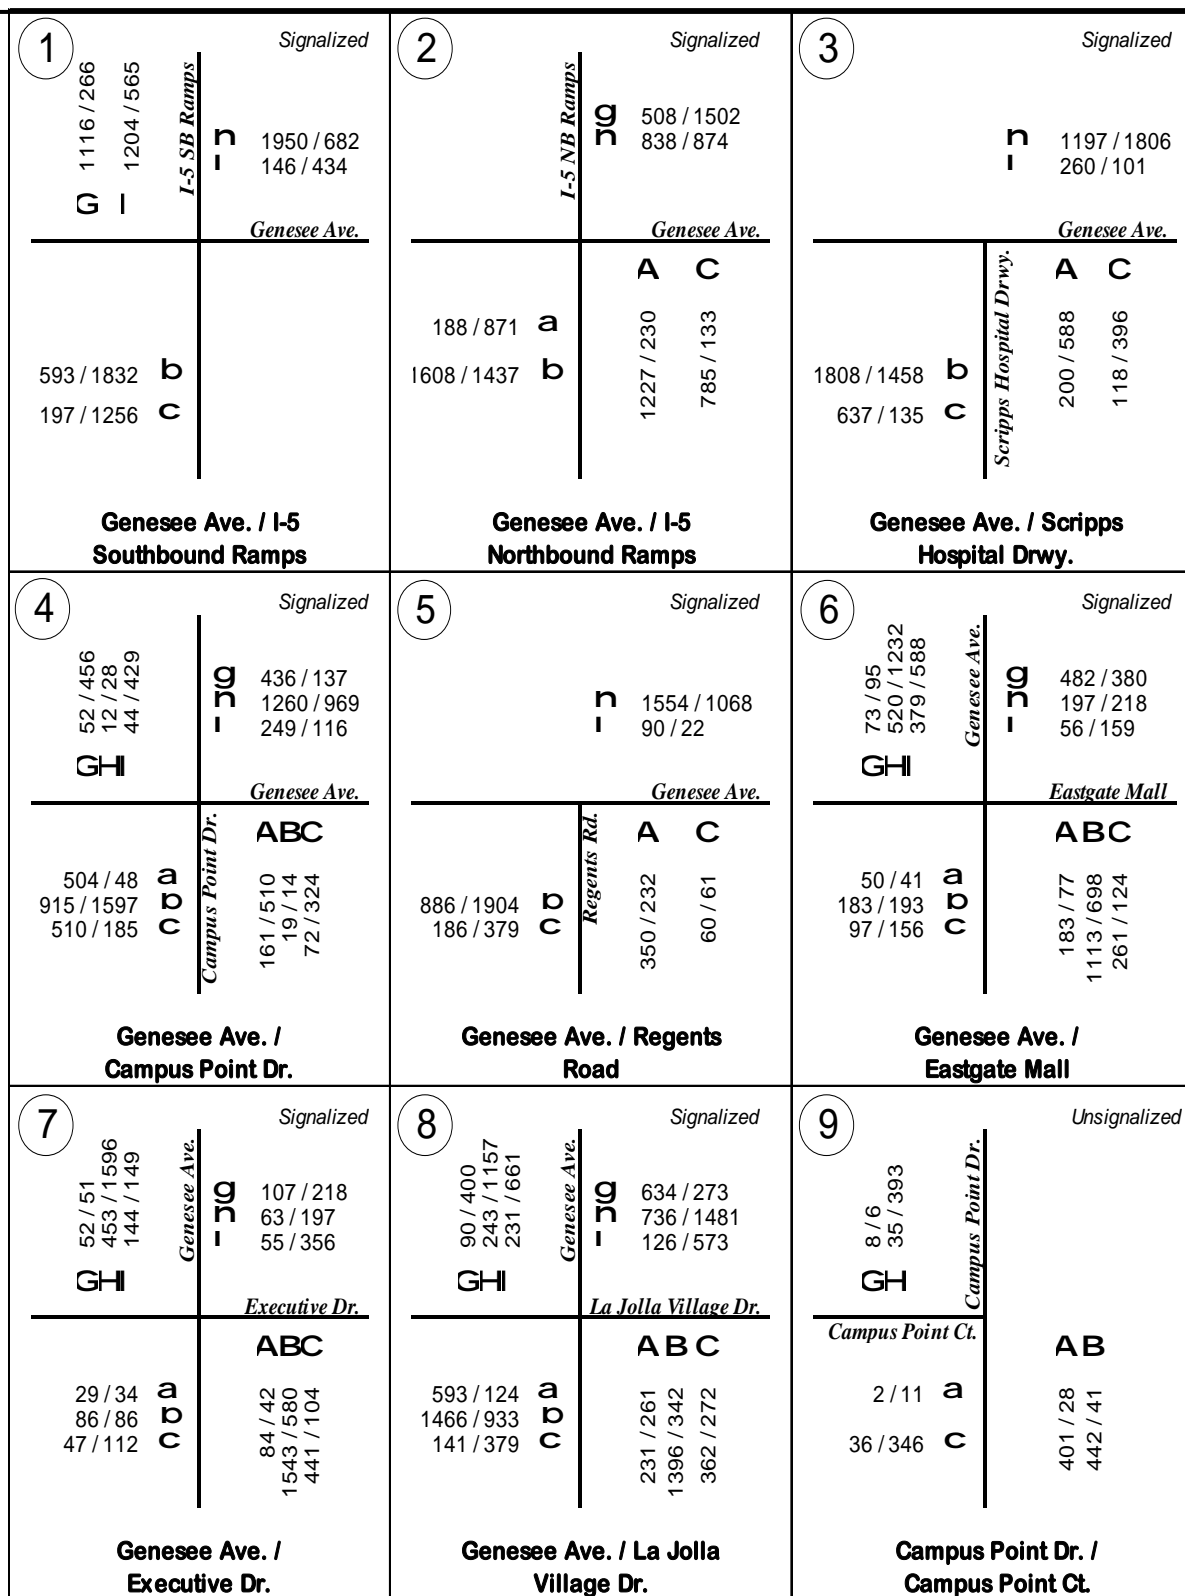 1
Signalized
1116 / 266
1204 / 565
I-5 SB Ramps
n 1950 / 682
l 146 / 434
G I
Genesee Ave.
593 / 1832 b
197 / 1256 c
Genesee Ave. / I-5
Southbound Ramps
2
Signalized
I-5 NB Ramps
g 508 / 1502
n 838 / 874
Genesee Ave.
A C
188 / 871 a
1608 / 1437 b
1227 / 230
785 / 133
Genesee Ave. / I-5
Northbound Ramps
3
Signalized
n 1197 / 1806
l 260 / 101
Genesee Ave.
Scripps Hospital Drwy.
A C
1808 / 1458 b
637 / 135 c
200 / 588
118 / 396
Genesee Ave. / Scripps
Hospital Drwy.
4
Signalized
52 / 456
12 / 28
44 / 429
g 436 / 137
n 1260 / 969
l 249 / 116
GHI
Genesee Ave.
Campus Point Dr.
ABC
504 / 48 a
915 / 1597 b
510 / 185 c
161 / 510
19 / 14
72 / 324
Genesee Ave. /
Campus Point Dr.
5
Signalized
n 1554 / 1068
l 90 / 22
Genesee Ave.
Regents Rd.
A C
886 / 1904 b
186 / 379 c
350 / 232
60 / 61
Genesee Ave. / Regents
Road
6
Signalized
73 / 95
520 / 1232
379 / 588
Genesee Ave.
g 482 / 380
n 197 / 218
l 56 / 159
GHI
Eastgate Mall
ABC
50 / 41 a
183 / 193 b
97 / 156 c
183 / 77
1113 / 698
261 / 124
Genesee Ave. /
Eastgate Mall
7
Signalized
52 / 51
453 / 1596
144 / 149
Genesee Ave.
g 107 / 218
n 63 / 197
l 55 / 356
GHI
Executive Dr.
ABC
29 / 34 a
86 / 86 b
47 / 112 c
84 / 42
1543 / 580
441 / 104
Genesee Ave. /
Executive Dr.
8
Signalized
90 / 400
243 / 1157
231 / 661
Genesee Ave.
g 634 / 273
n 736 / 1481
l 126 / 573
GHI
La Jolla Village Dr.
A B C
593 / 124 a
1466 / 933 b
141 / 379 c
231 / 261
1396 / 342
362 / 272
Genesee Ave. / La Jolla
Village Dr.
9
Unsignalized
8 / 6
35 / 393
Campus Point Dr.
GH
Campus Point Ct.
AB
2 / 11 a
36 / 346 c
401 / 28
442 / 41
Campus Point Dr. /
Campus Point Ct.